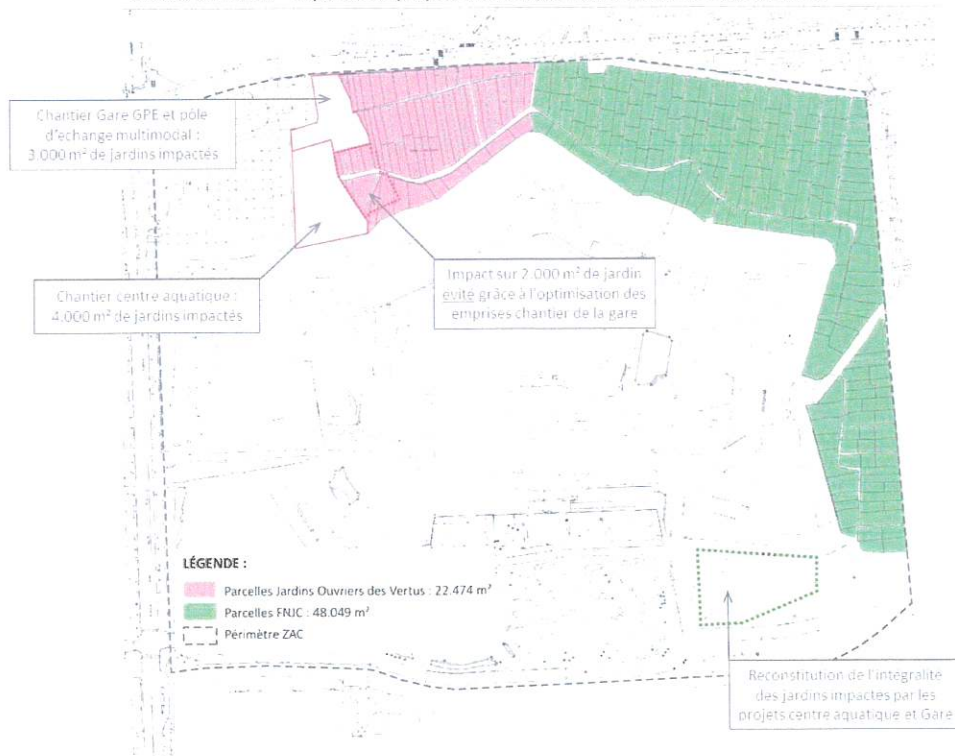 Chantier Gare GPE et pôle
d'échange multimodal :
3.000 m² de jardins impactés
Chantier centre aquatique :
4.000 m² de jardins impactés
Impact sur 2.000 m² de jardin
évité grâce à l'optimisation des
emprises chantier de la gare
LÉGENDE :
Parcelles Jardins Ouvriers des Vertus : 22.474 m²
Parcelles FNJC : 48.049 m²
Périmètre ZAC
Reconstitution de l'intégralité
des jardins impactés par les
projets centre aquatique et Gare